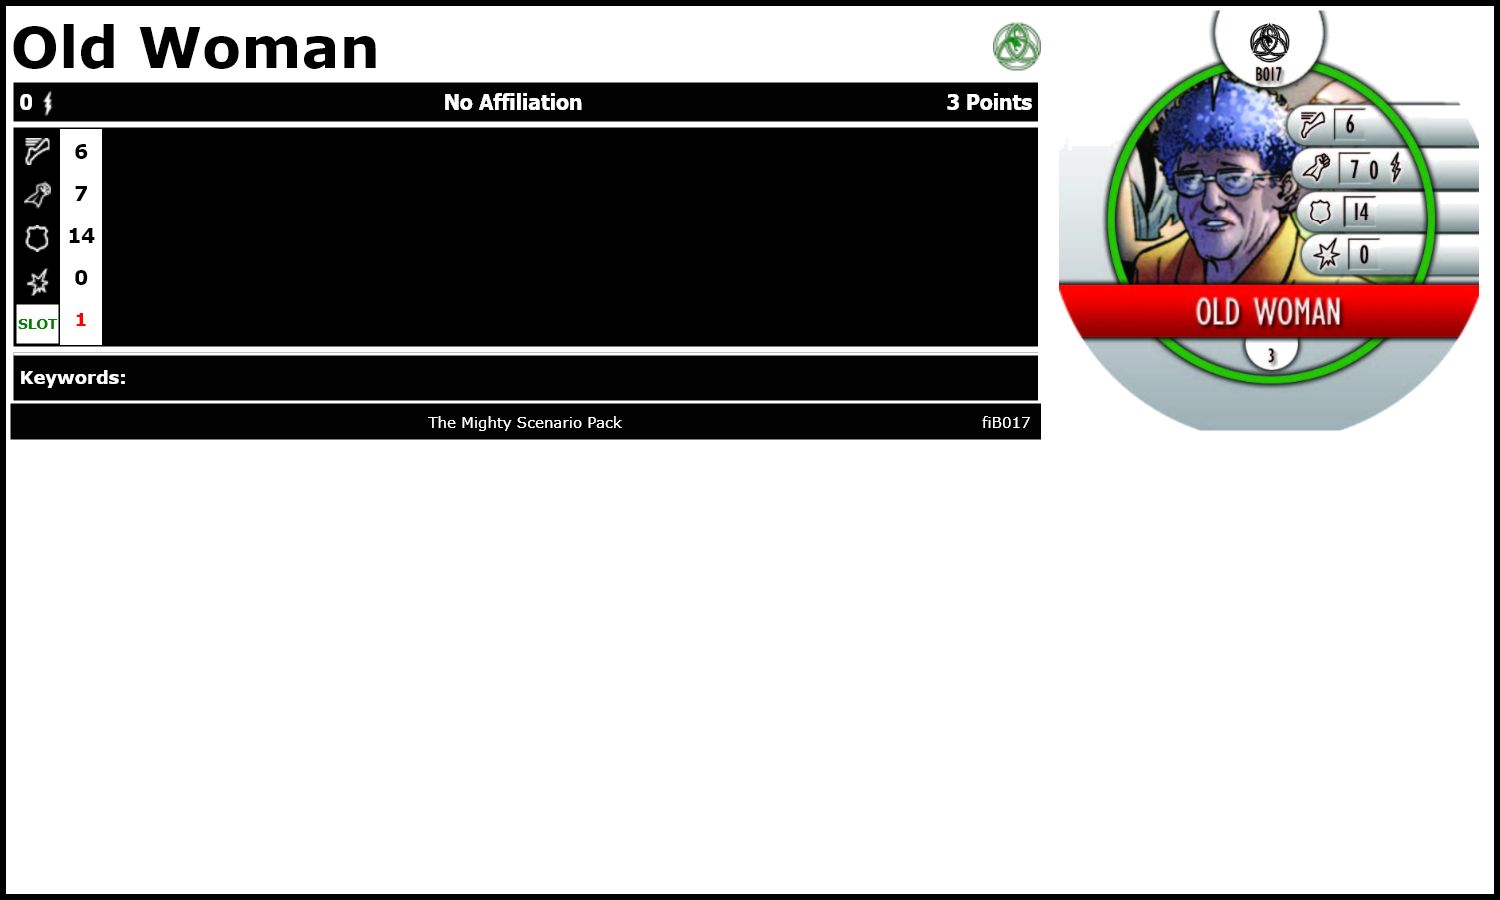 Old Woman
0 No Affiliation 3 Points
6
7
14
0
SLOT 1
Keywords:
The Mighty Scenario Pack fiB017
B017
6
7 0
14
0
OLD WOMAN
3